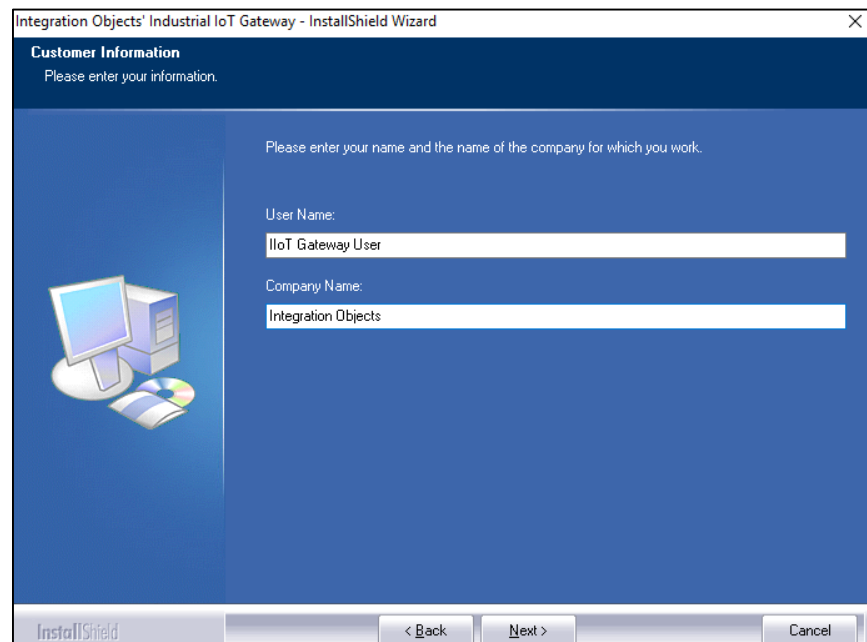 Integration Objects' Industrial IoT Gateway - InstallShield Wizard
Customer Information
Please enter your information.
Please enter your name and the name of the company for which you work.
User Name:
IIoT Gateway User
Company Name:
Integration Objects
InstallShield
< Back
Next >
Cancel